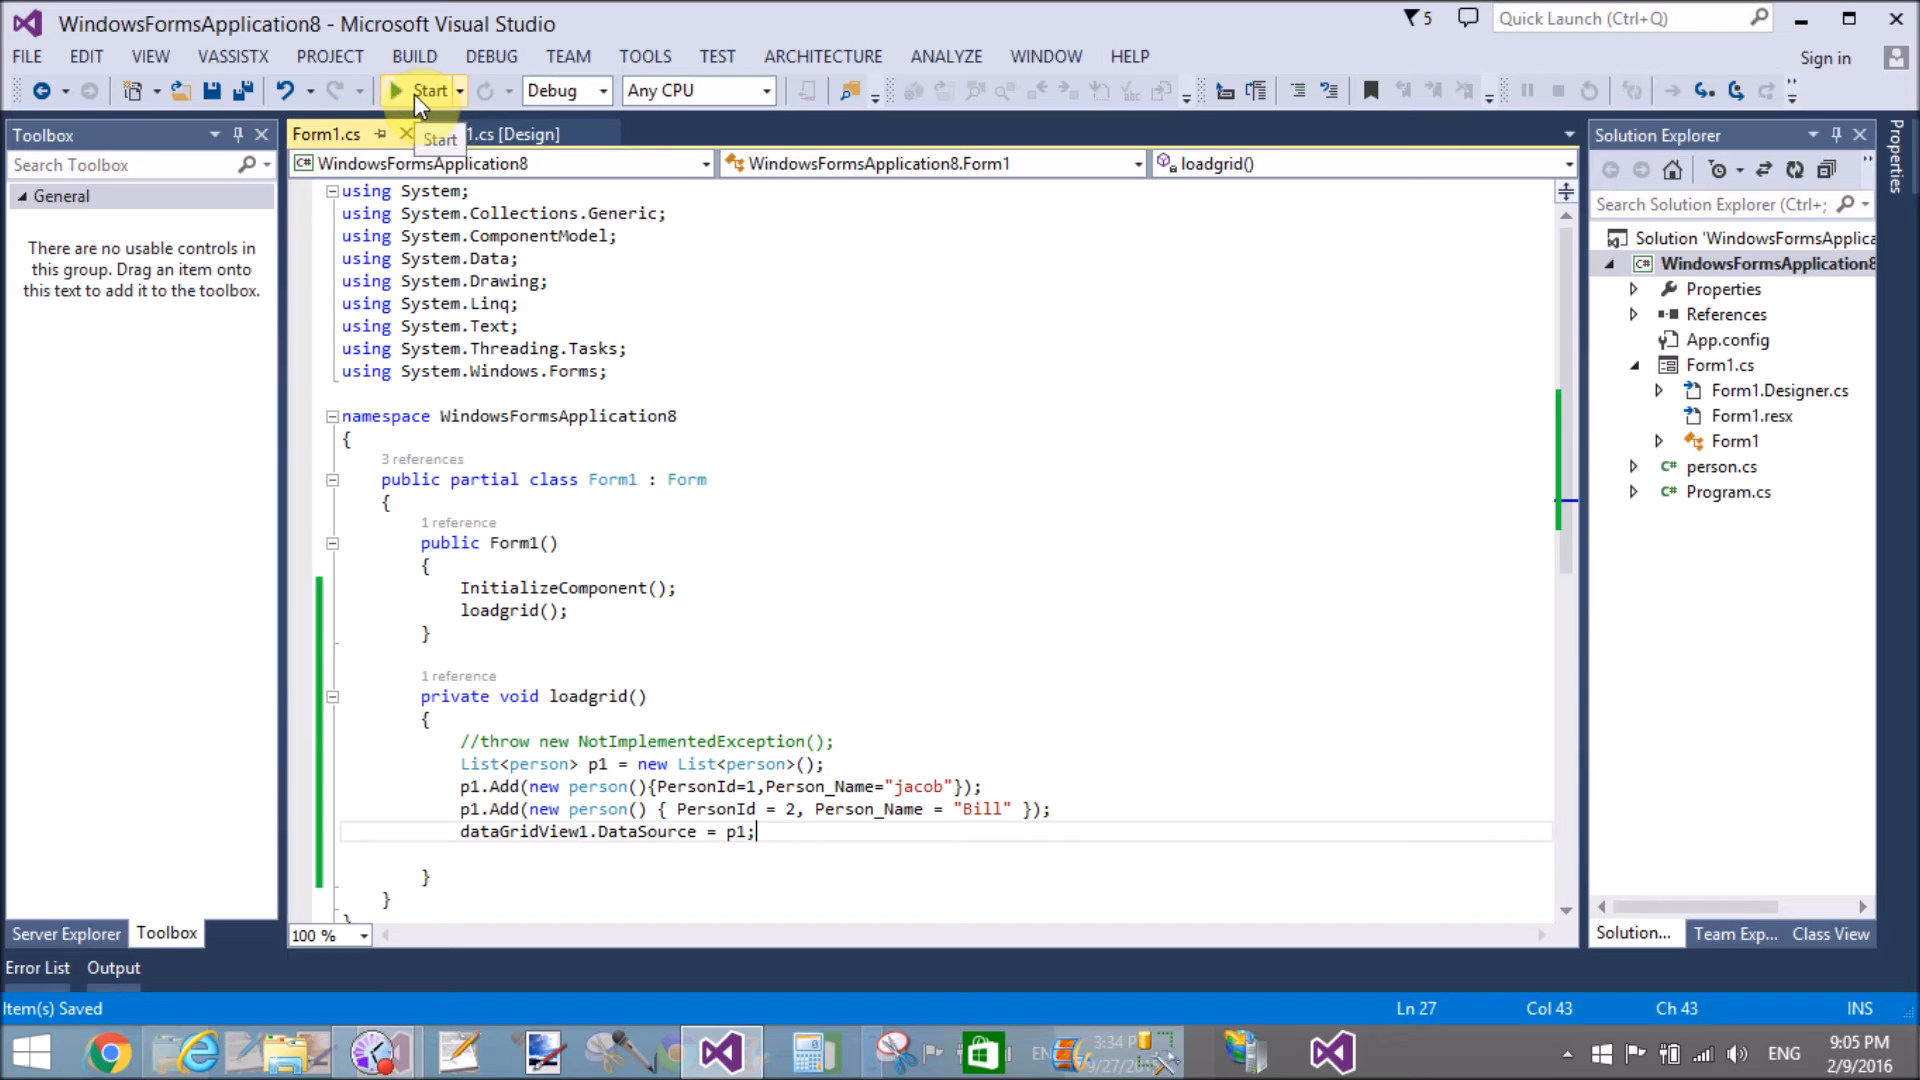 WindowsFormsApplication8 - Microsoft Visual Studio
5
Quick Launch (Ctrl+Q)
FILE EDIT VIEW VASSISTX PROJECT BUILD DEBUG TEAM TOOLS TEST ARCHITECTURE ANALYZE WINDOW HELP
Sign in
Start Debug Any CPU
Toolbox
Form1.cs
1.cs [Design]
Start
Solution Explorer
Properties
Search Toolbox
WindowsFormsApplication8
WindowsFormsApplication8.Form1
loadgrid()
General
There are no usable controls in
this group. Drag an item onto
this text to add it to the toolbox.
using System;
using System.Collections.Generic;
using System.ComponentModel;
using System.Data;
using System.Drawing;
using System.Linq;
using System.Text;
using System.Threading.Tasks;
using System.Windows.Forms;
namespace WindowsFormsApplication8
{
3 references
public partial class Form1 : Form
{
1 reference
public Form1()
{
InitializeComponent();
loadgrid();
}
1 reference
private void loadgrid()
{
//throw new NotImplementedException();
List<person> p1 = new List<person>();
p1.Add(new person(){PersonId=1,Person_Name="jacob"});
p1.Add(new person() { PersonId = 2, Person_Name = "Bill" });
dataGridView1.DataSource = p1;
}
}
Search Solution Explorer (Ctrl+;
Solution 'WindowsFormsApplica
WindowsFormsApplication8
Properties
References
App.config
Form1.cs
Form1.Designer.cs
Form1.resx
Form1
person.cs
Program.cs
Server Explorer
Toolbox
100 %
Solution...
Team Exp...
Class View
Error List
Output
Item(s) Saved
Ln 27
Col 43
Ch 43
INS
3:34 P
ENG
9:05 PM
2/9/2016